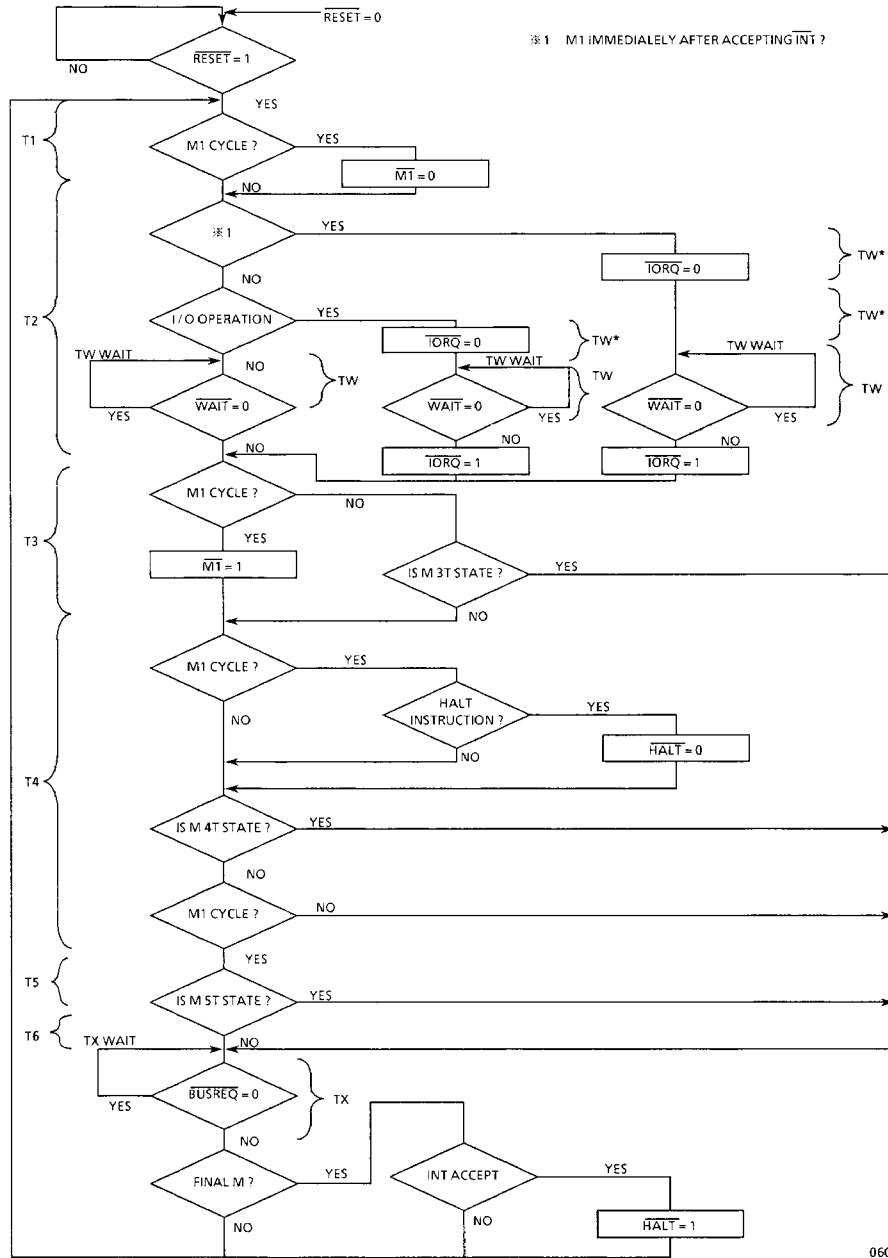 RESET = 0
※1 M1 IMMEDIALELY AFTER ACCEPTING INT ?
RESET = 1
NO
YES
T1
M1 CYCLE ?
YES
M1 = 0
NO
※1
YES
IORQ = 0
TW*
NO
T2
I/O OPERATION
YES
IORQ = 0
TW*
TW*
TW WAIT
NO
TW
TW WAIT
TW
TW WAIT
TW
WAIT = 0
YES
WAIT = 0
YES
WAIT = 0
YES
NO
NO
NO
IORQ = 1
IORQ = 1
M1 CYCLE ?
NO
T3
YES
M1 = 1
IS M 3T STATE ?
YES
NO
M1 CYCLE ?
YES
HALT
INSTRUCTION ?
YES
NO
HALT = 0
NO
T4
IS M 4T STATE ?
YES
NO
M1 CYCLE ?
NO
YES
T5
IS M 5T STATE ?
YES
T6
TX WAIT
NO
BUSREQ = 0
YES
TX
NO
FINAL M ?
YES
INT ACCEPT
YES
NO
NO
HALT = 1